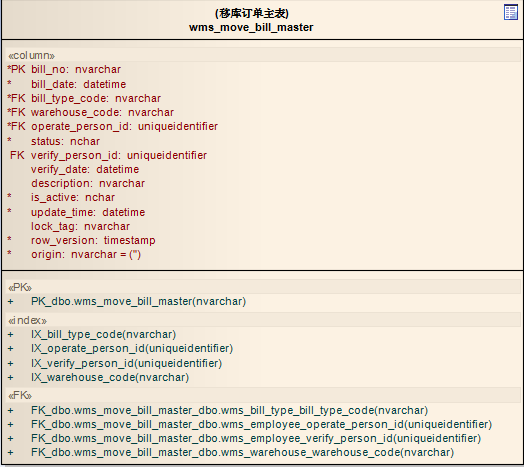 (移库订单主表)
wms_move_bill_master
«column»
*PK bill_no: nvarchar
* bill_date: datetime
*FK bill_type_code: nvarchar
*FK warehouse_code: nvarchar
*FK operate_person_id: uniqueidentifier
* status: nchar
FK verify_person_id: uniqueidentifier
verify_date: datetime
description: nvarchar
* is_active: nchar
* update_time: datetime
lock_tag: nvarchar
* row_version: timestamp
* origin: nvarchar = ('')
«PK»
+ PK_dbo.wms_move_bill_master(nvarchar)
«index»
+ IX_bill_type_code(nvarchar)
+ IX_operate_person_id(uniqueidentifier)
+ IX_verify_person_id(uniqueidentifier)
+ IX_warehouse_code(nvarchar)
«FK»
+ FK_dbo.wms_move_bill_master_dbo.wms_bill_type_bill_type_code(nvarchar)
+ FK_dbo.wms_move_bill_master_dbo.wms_employee_operate_person_id(uniqueidentifier)
+ FK_dbo.wms_move_bill_master_dbo.wms_employee_verify_person_id(uniqueidentifier)
+ FK_dbo.wms_move_bill_master_dbo.wms_warehouse_warehouse_code(nvarchar)